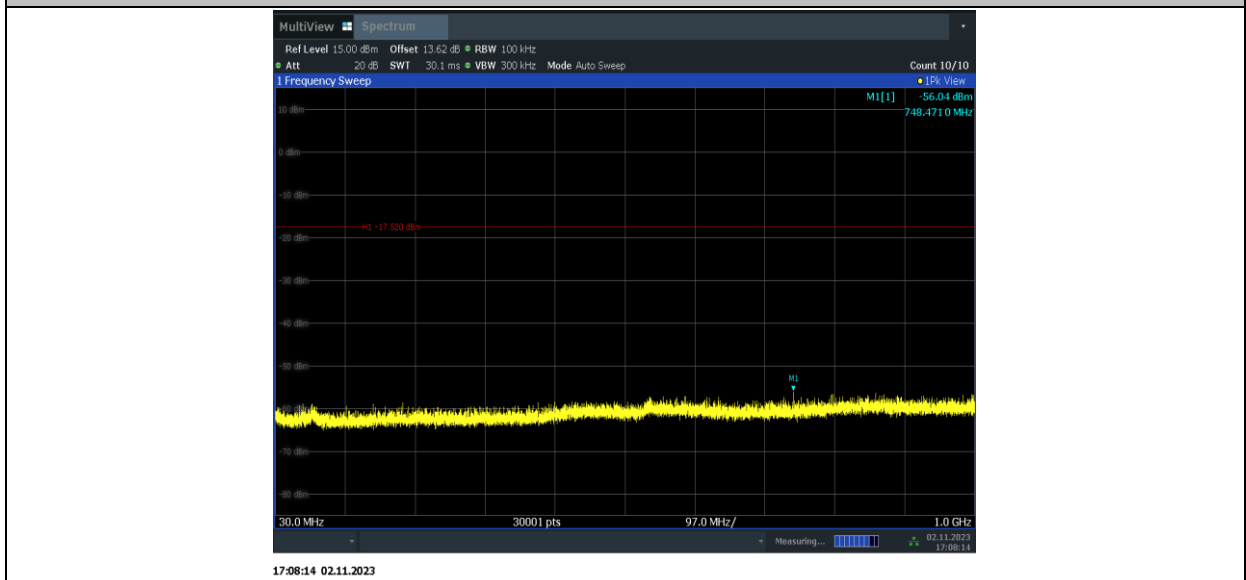 MultiView Spectrum
Ref Level 15.00 dBm Offset 13.62 dB RBW 100 kHz
Att 20 dB SWT 30.1 ms VBW 300 kHz Mode Auto Sweep Count 10/10
1 Frequency Sweep 1Pk View
M1[1] -56.04 dBm
748.4710 MHz
10 dBm
0 dBm
-10 dBm
H1 -17.520 dBm
-20 dBm
-30 dBm
-40 dBm
-50 dBm
M1
-70 dBm
-80 dBm
30.0 MHz 30001 pts 97.0 MHz/ 1.0 GHz
Measuring... 02.11.2023
17:08:14
17:08:14 02.11.2023